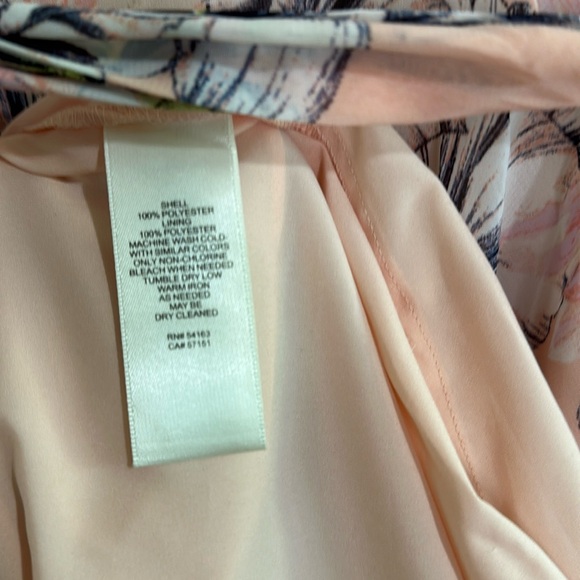 SHELL
100% POLYESTER
LINING
100% POLYESTER
MACHINE WASH COLD
WITH SIMILAR COLORS
ONLY NON-CHLORINE
BLEACH WHEN NEEDED
TUMBLE DRY LOW
WARM IRON
AS NEEDED
MAY BE
DRY CLEANED
RN# 54163
CA# 57151